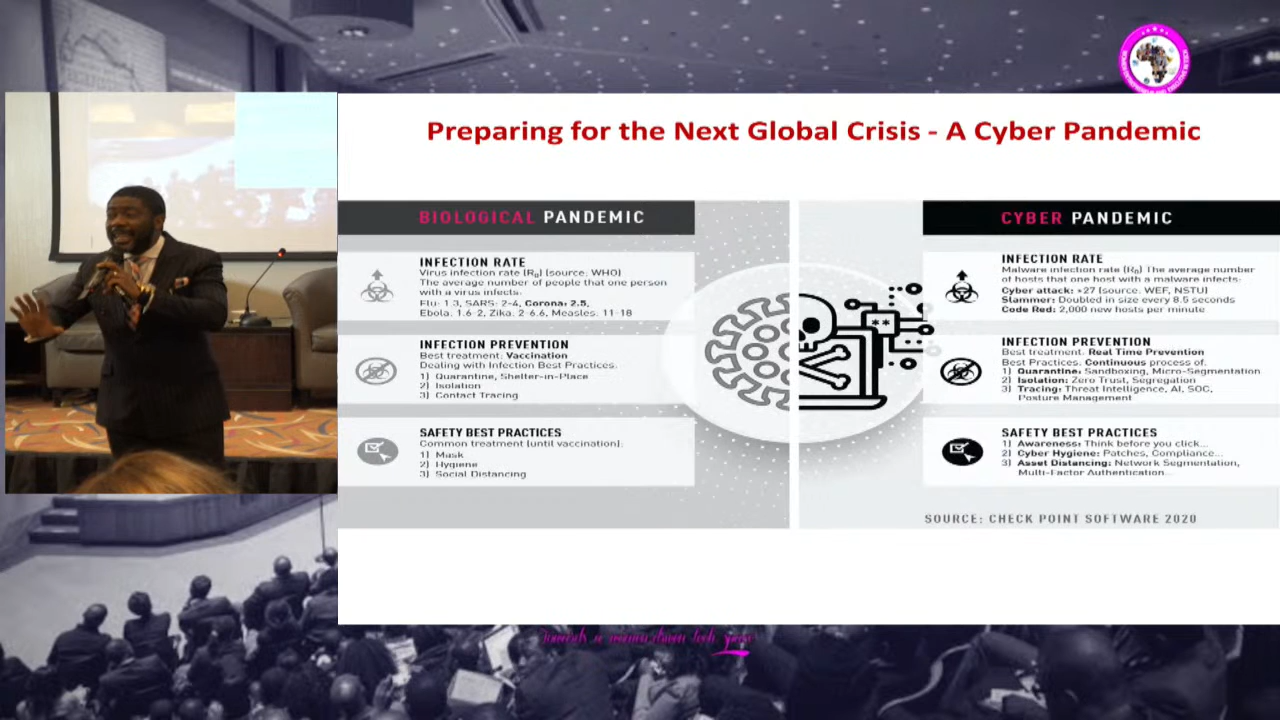 Preparing for the Next Global Crisis - A Cyber Pandemic
BIOLOGICAL PANDEMIC
INFECTION RATE
Virus infection rate (R0) (source: WHO)
The average number of people that one person
with a virus infects:
Flu: 1.3, SARS: 2-4, Corona: 2.5,
Ebola: 1.6-2, Zika: 2-6.6, Measles: 11-18
INFECTION PREVENTION
Best treatment: Vaccination
Dealing with Infection Best Practices:
1) Quarantine, Shelter-in-Place
2) Isolation
3) Contact Tracing
SAFETY BEST PRACTICES
Common treatment (until vaccination):
1) Mask
2) Hygiene
3) Social Distancing
CYBER PANDEMIC
INFECTION RATE
Malware infection rate (R0) The average number
of hosts that one host with a malware infects:
Cyber attack: >27 (source: WEF, NSTU)
Slammer: Doubled in size every 8.5 seconds
Code Red: 2,000 new hosts per minute
INFECTION PREVENTION
Best treatment: Real Time Prevention
Best Practices: Continuous process of:
1) Quarantine: Sandboxing, Micro-Segmentation
2) Isolation: Zero Trust, Segregation
3) Tracing: Threat Intelligence, AI, SOC,
Posture Management
SAFETY BEST PRACTICES
1) Awareness: Think before you click...
2) Cyber Hygiene: Patches, Compliance...
3) Asset Distancing: Network Segmentation,
Multi-Factor Authentication...
SOURCE: CHECK POINT SOFTWARE 2020